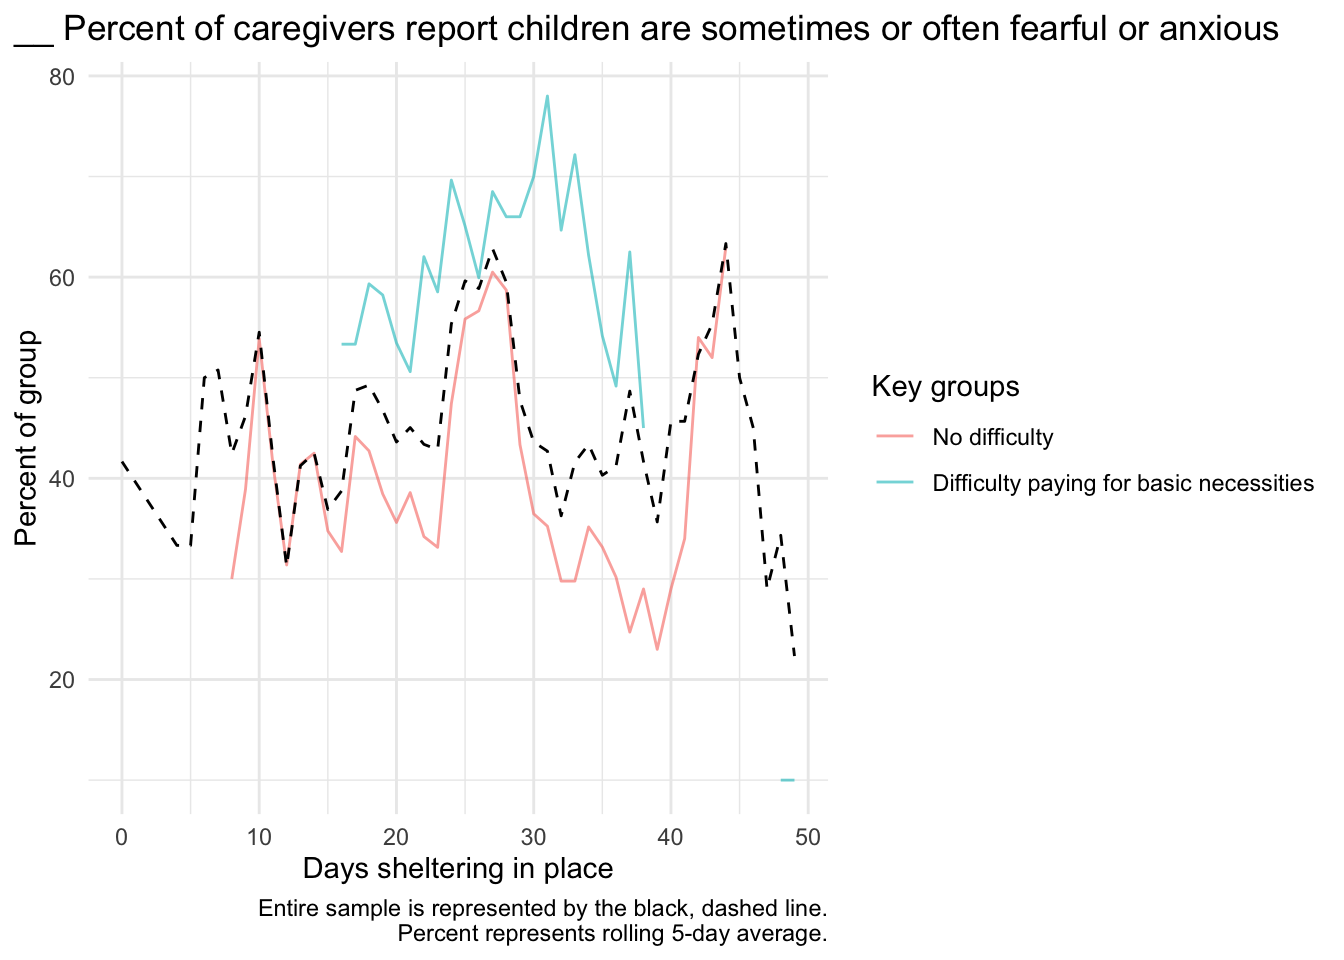 __ Percent of caregivers report children are sometimes or often fearful or anxious
80
60
40
20
Percent of group
0 10 20 30 40 50
Days sheltering in place
Key groups
No difficulty
Difficulty paying for basic necessities
Entire sample is represented by the black, dashed line.
Percent represents rolling 5-day average.